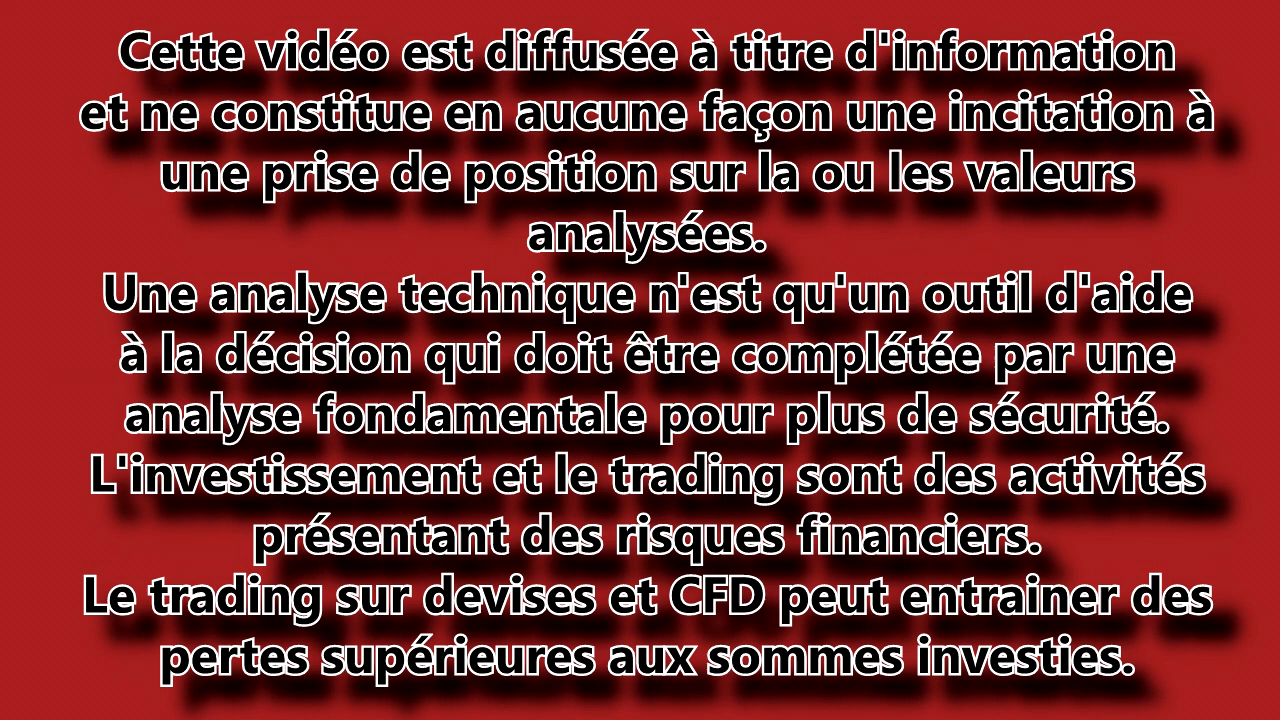 Cette vidéo est diffusée à titre d'information
et ne constitue en aucune façon une incitation à
une prise de position sur la ou les valeurs
analysées.
Une analyse technique n'est qu'un outil d'aide
à la décision qui doit être complétée par une
analyse fondamentale pour plus de sécurité.
L'investissement et le trading sont des activités
présentant des risques financiers.
Le trading sur devises et CFD peut entrainer des
pertes supérieures aux sommes investies.